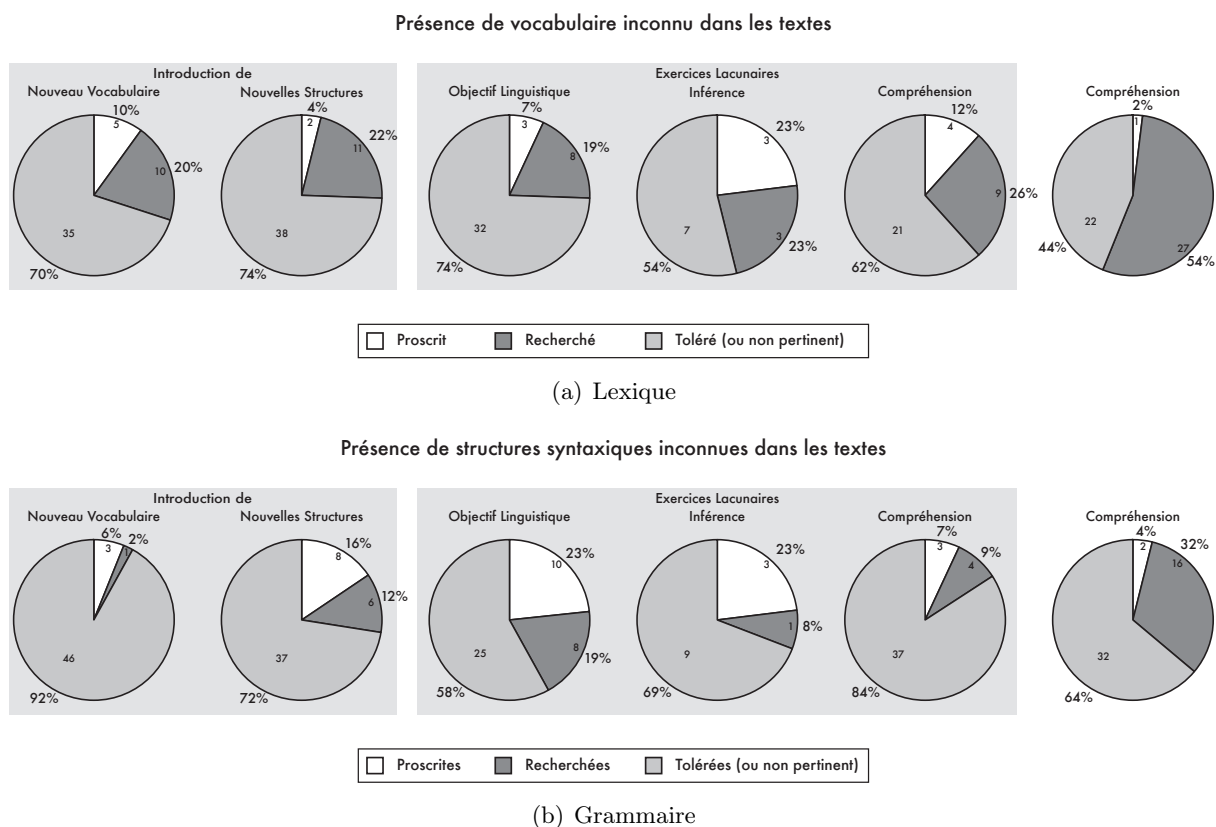 Présence de vocabulaire inconnu dans les textes
Introduction de
Nouveau Vocabulaire
Nouvelles Structures
Exercices Lacunaires
Objectif Linguistique
Inférence
Compréhension
Compréhension
10%
5
20%
10
35
70%
4%
2
22%
11
38
74%
7%
3
19%
8
32
74%
23%
3
3
23%
7
54%
12%
4
9
26%
21
62%
2%
1
22
44%
27
54%
Proscrit
Recherché
Toléré (ou non pertinent)
(a) Lexique
Présence de structures syntaxiques inconnues dans les textes
Introduction de
Nouveau Vocabulaire
Nouvelles Structures
Exercices Lacunaires
Objectif Linguistique
Inférence
Compréhension
Compréhension
6%
3
2%
1
46
92%
16%
8
12%
6
37
72%
23%
10
8
19%
25
58%
23%
3
1
8%
9
69%
7%
3
9%
4
37
84%
4%
2
32%
16
32
64%
Proscrites
Recherchées
Tolérées (ou non pertinent)
(b) Grammaire